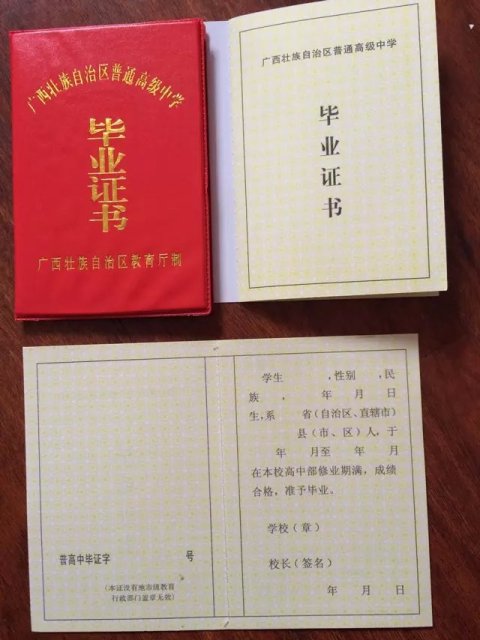 广西壮族自治区普通高级中学
毕业证书
广西壮族自治区教育厅制
广西壮族自治区普通高级中学
毕业证书
普高中毕证字 号
(本证没有地市级教育
行政部门盖章无效)
学生 ,性别 ,民
族 , 年 月 日
生,系 省(自治区、直辖市)
县(市、区)人,于
年 月至 年 月
在本校高中部修业期满,成绩
合格,准予毕业。
学校(章)
校长(签名)
年 月 日